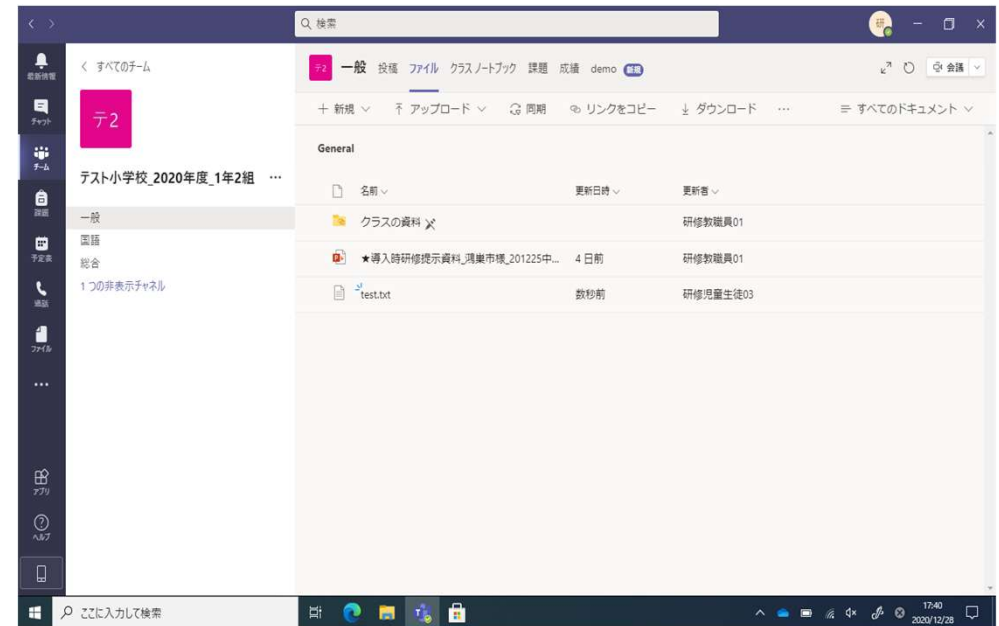 検索
研
最新情報
チャット
チーム
課題
予定表
通話
ファイル
アプリ
ヘルプ
すべてのチーム
テ2
テスト小学校_2020年度_1年2組 ...
一般
国語
総合
1 つの非表示チャネル
テ2 一般 投稿 ファイル クラス ノートブック 課題 成績 demo 新規
会議
新規 アップロード 同期 リンクをコピー ダウンロード ... すべてのドキュメント
General
名前 更新日時 更新者
クラスの資料 研修教職員01
★導入時研修提示資料_鴻巣市様_201225中... 4 日前 研修教職員01
test.txt 数秒前 研修児童生徒03
ここに入力して検索
17:40
2020/12/28